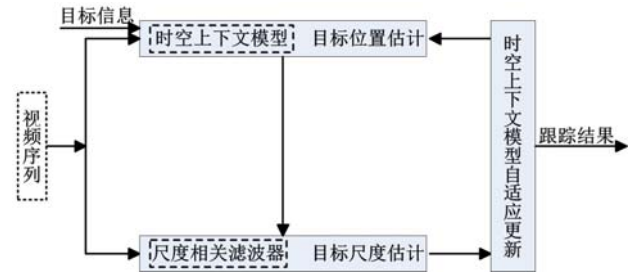 目标信息
时空上下文模型 目标位置估计
视频序列
时空上下文模型自适应更新
跟踪结果
尺度相关滤波器 目标尺度估计